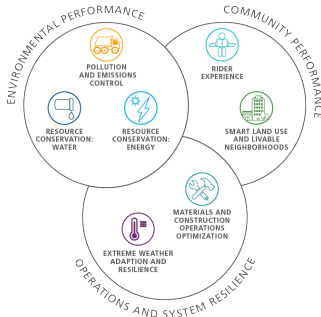 ENVIRONMENTAL PERFORMANCE
COMMUNITY PERFORMANCE
POLLUTION
AND EMISSIONS
CONTROL
RIDER
EXPERIENCE
RESOURCE
CONSERVATION:
WATER
RESOURCE
CONSERVATION:
ENERGY
SMART LAND USE
AND LIVABLE
NEIGHBORHOODS
MATERIALS AND
CONSTRUCTION
OPERATIONS
OPTIMIZATION
EXTREME WEATHER
ADAPTION AND
RESILIENCE
OPERATIONS AND SYSTEM RESILIENCE